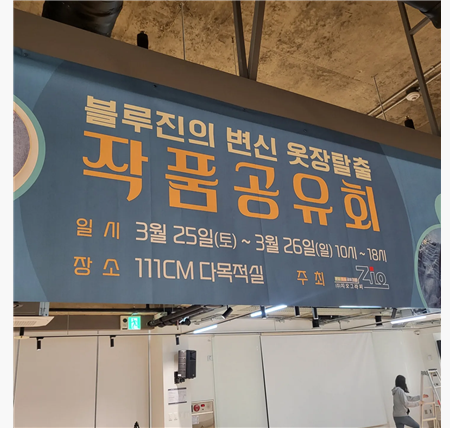 블루진의 변신 옷장탈출
작품공유회
일시 3월 25일(토) ~ 3월 26일(일) 10시~18시
장소 111CM 다목적실 주최 Zio